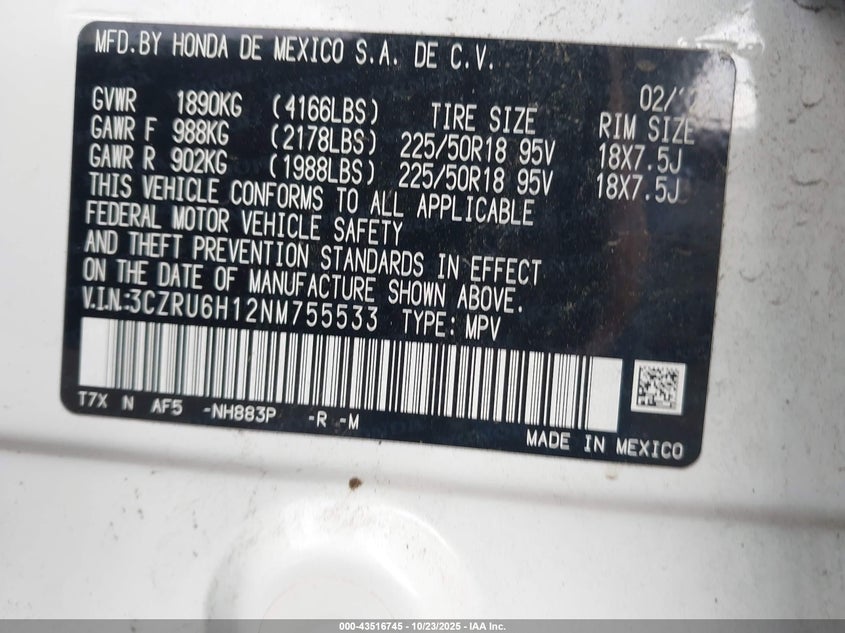 MFD.BY HONDA DE MEXICO S.A. DE C.V.
02/
GVWR 1890KG (4166LBS) TIRE SIZE RIM SIZE
GAWR F 988KG (2178LBS) 225/50R18 95V 18X7.5J
GAWR R 902KG (1988LBS) 225/50R18 95V 18X7.5J
THIS VEHICLE CONFORMS TO ALL APPLICABLE
FEDERAL MOTOR VEHICLE SAFETY
AND THEFT PREVENTION STANDARDS IN EFFECT
ON THE DATE OF MANUFACTURE SHOWN ABOVE.
V.I.N.:3CZRU6H12NM755533 TYPE: MPV
T7X N AF5 -NH883P -R -M
MADE IN MEXICO
000-43516745 - 10/23/2025 - IAA Inc.